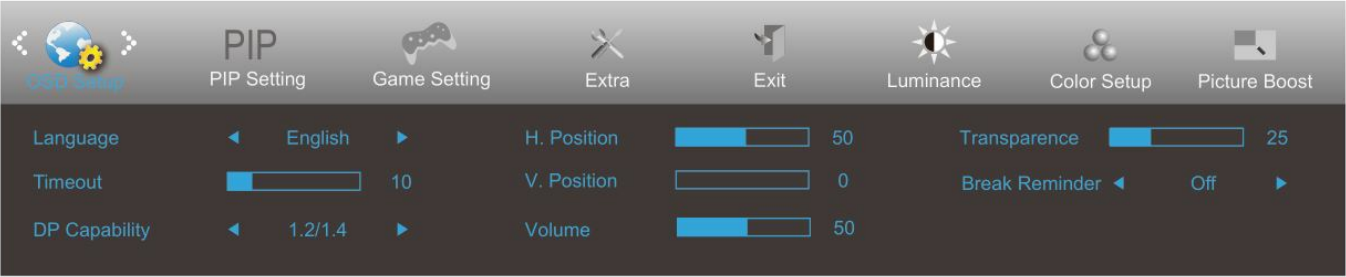 PIP
OSD Setup PIP Setting Game Setting Extra Exit Luminance Color Setup Picture Boost
Language English H. Position 50 Transparence 25
Timeout 10 V. Position 0 Break Reminder Off
DP Capability 1.2/1.4 Volume 50